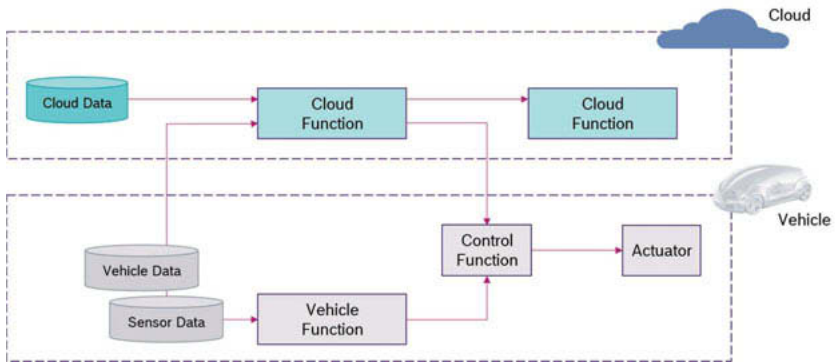 Cloud
Cloud Data
Cloud
Function
Cloud
Function
Vehicle
Vehicle Data
Sensor Data
Vehicle
Function
Control
Function
Actuator